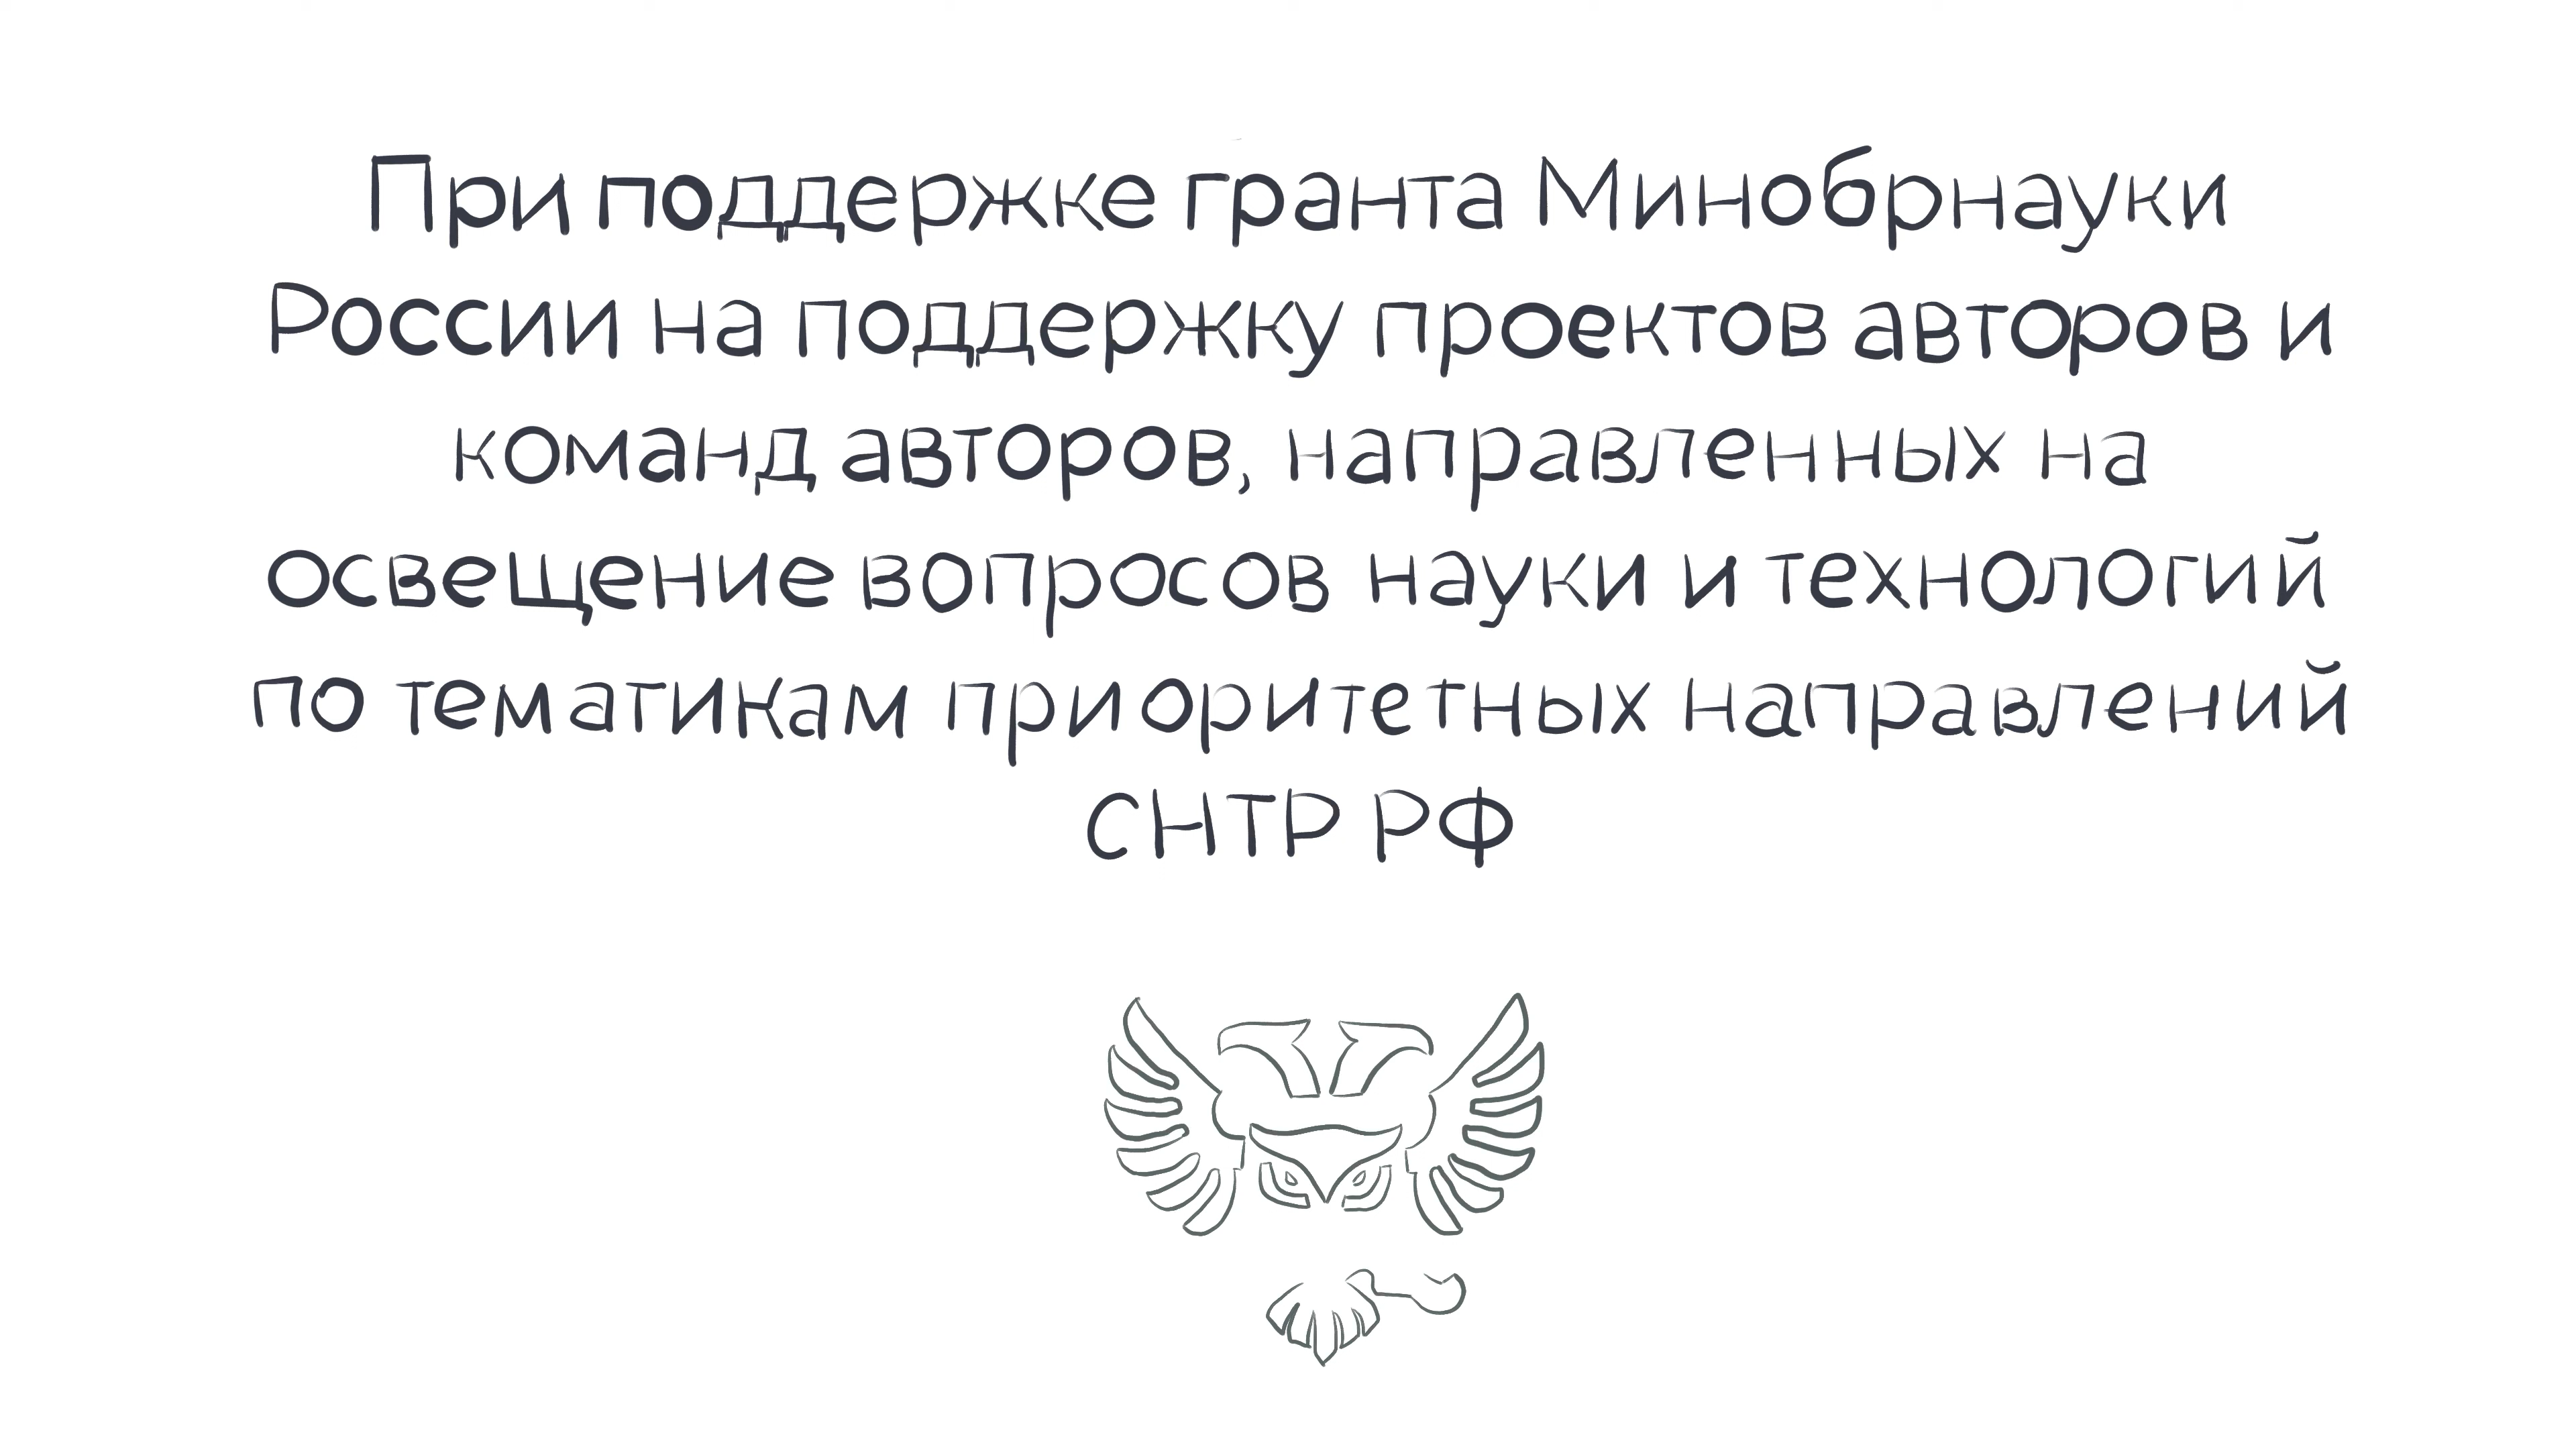 При поддержке гранта Минобрнауки
России на поддержку проектов авторов и
команд авторов, направленных на
освещение вопросов науки и технологий
по тематикам приоритетных направлений
СНТР РФ